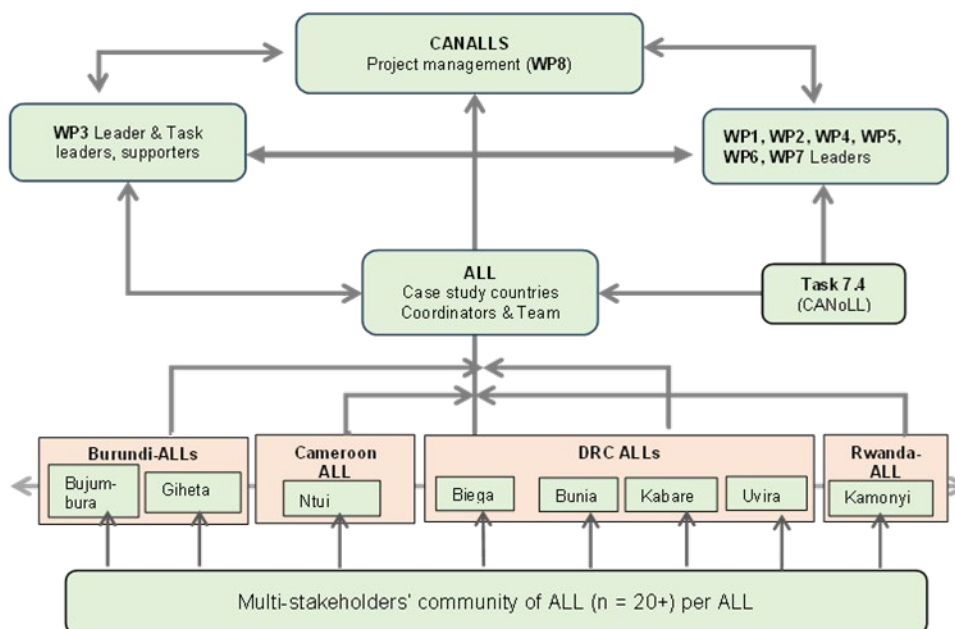 CANALLS
Project management (WP8)
WP3 Leader & Task
leaders, supporters
WP1, WP2, WP4, WP5,
WP6, WP7 Leaders
ALL
Case study countries
Coordinators & Team
Task 7.4
(CANoLL)
Burundi-ALLs
Bujum-
bura
Giheta
Cameroon
ALL
Ntui
DRC ALLs
Biega
Bunia
Kabare
Uvira
Rwanda-
ALL
Kamonyi
Multi-stakeholders' community of ALL (n = 20+) per ALL